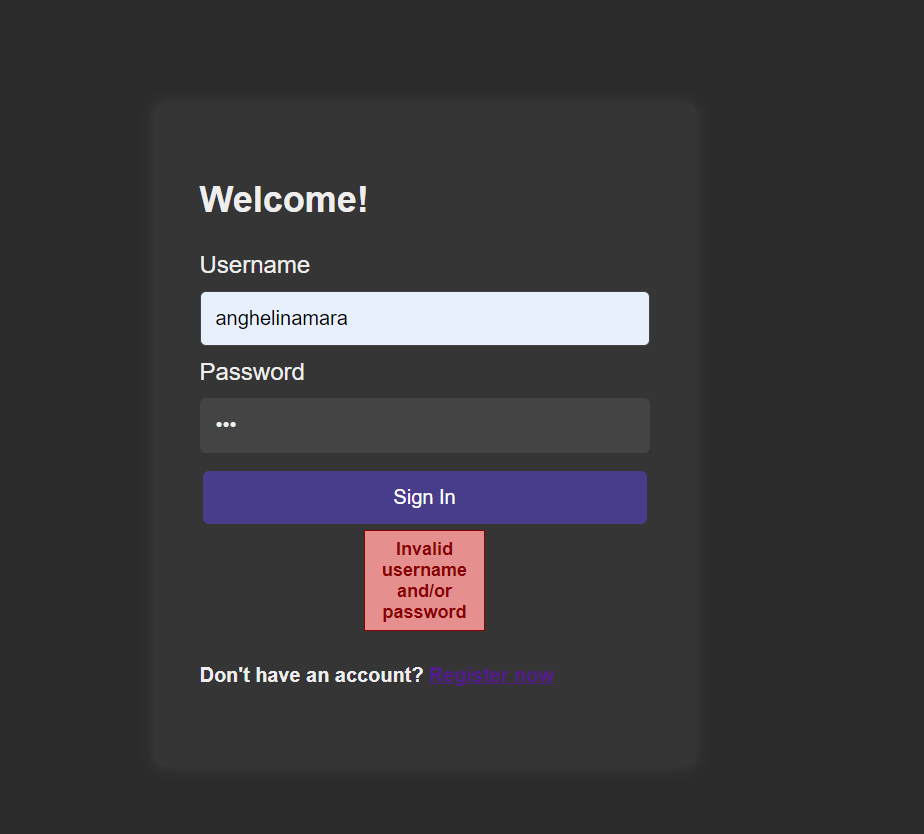 Welcome!
Username
anghelinamara
Password
•••
Sign In
Invalid
username
and/or
password
Don't have an account? Register now